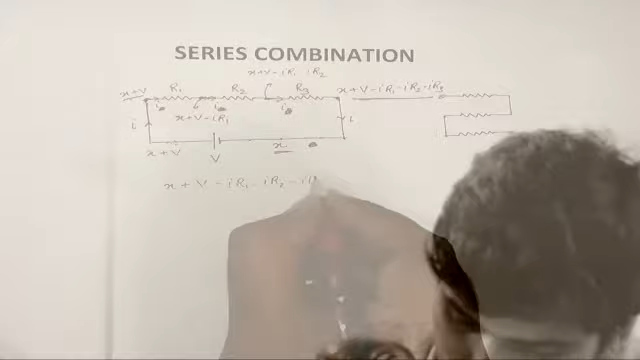 SERIES COMBINATION
x+V-iR₁ iR₂
x+V R₁ R₂ R₃ x+V-iR₁-iR₂-iR₃
i i i
i x+V-iR₁ i
x+V V x
x+V-iR₁-iR₂-i